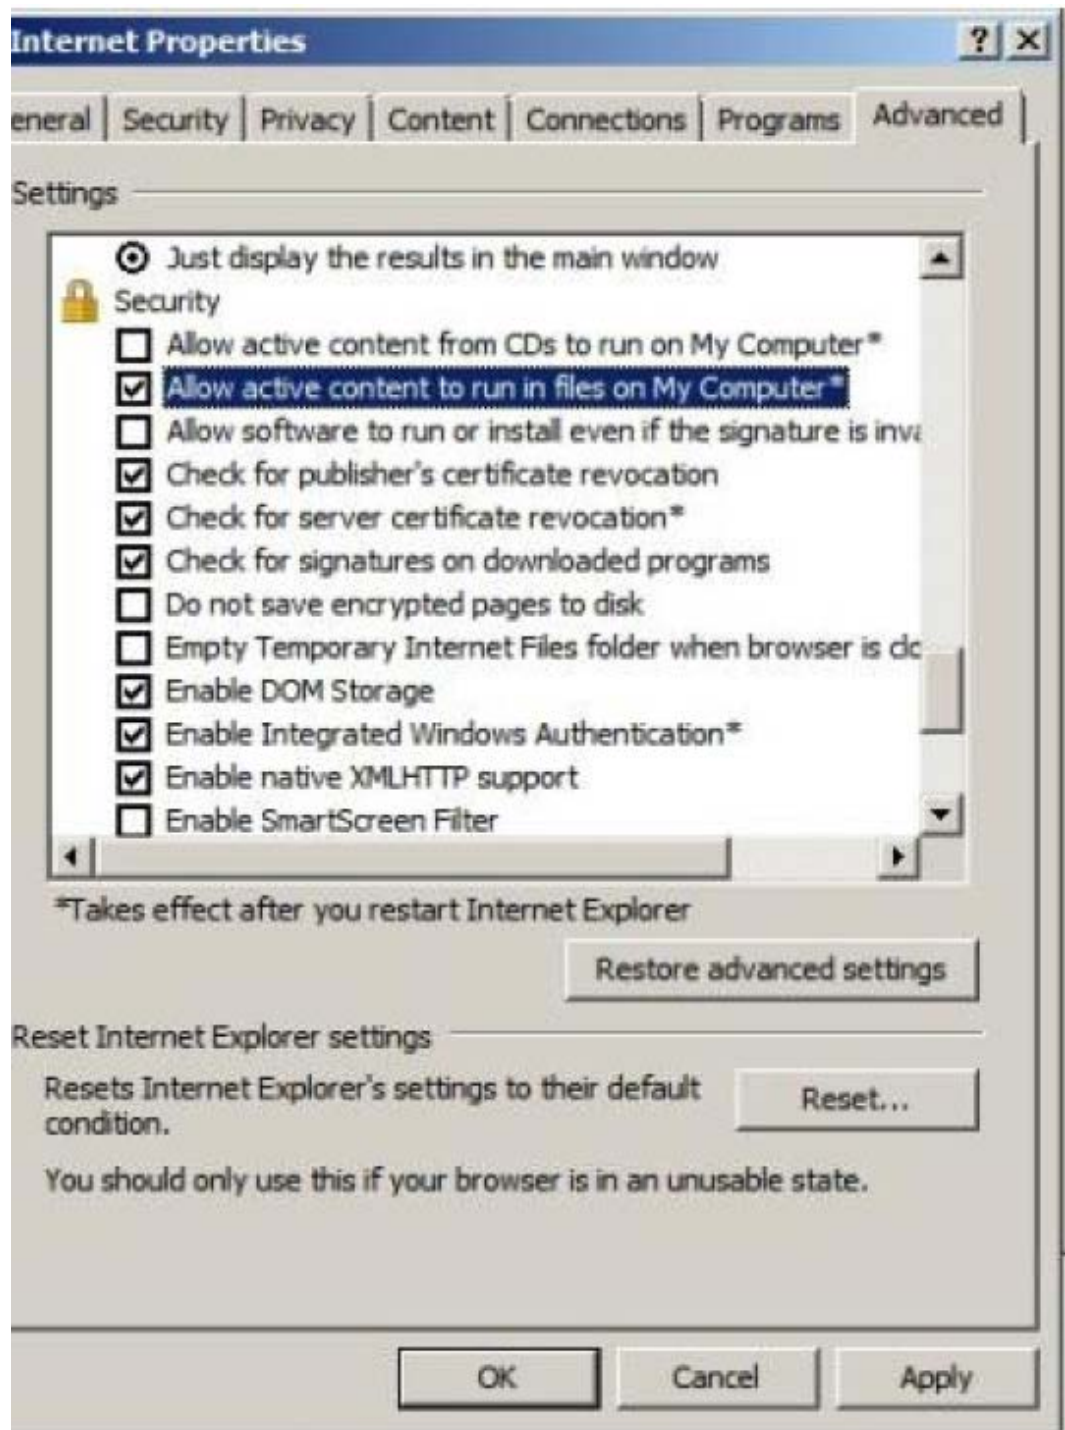 Internet Properties
eneral Security Privacy Content Connections Programs Advanced
Settings
Just display the results in the main window
Security
Allow active content from CDs to run on My Computer*
Allow active content to run in files on My Computer*
Allow software to run or install even if the signature is inva
Check for publisher's certificate revocation
Check for server certificate revocation*
Check for signatures on downloaded programs
Do not save encrypted pages to disk
Empty Temporary Internet Files folder when browser is clo
Enable DOM Storage
Enable Integrated Windows Authentication*
Enable native XMLHTTP support
Enable SmartScreen Filter
*Takes effect after you restart Internet Explorer
Restore advanced settings
Reset Internet Explorer settings
Resets Internet Explorer's settings to their default
condition.
Reset...
You should only use this if your browser is in an unusable state.
OK Cancel Apply